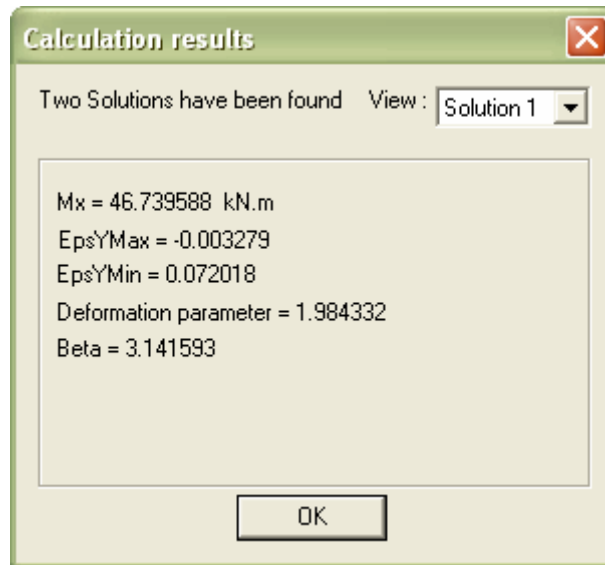 Calculation results
Two Solutions have been found View : Solution 1
Mx = 46.739588 kN.m
EpsYMax = -0.003279
EpsYMin = 0.072018
Deformation parameter = 1.984332
Beta = 3.141593
OK